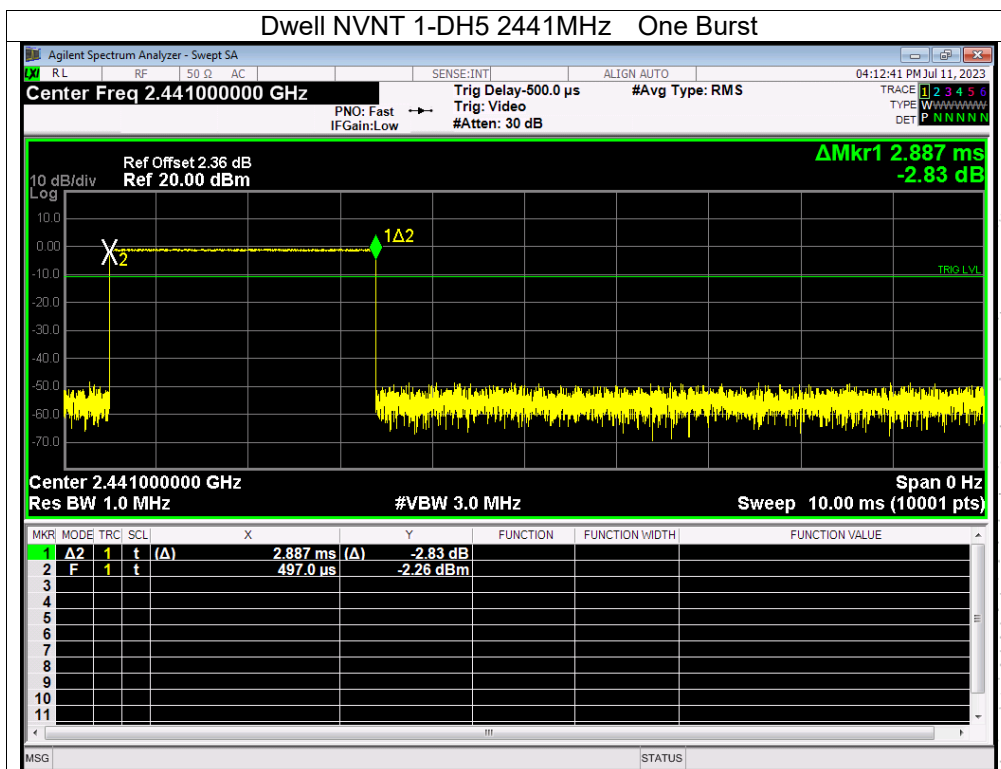 Dwell NVNT 1-DH5 2441MHz One Burst
Agilent Spectrum Analyzer - Swept SA
LXI RL RF 50 Ω AC SENSE:INT ALIGN AUTO 04:12:41 PM Jul 11, 2023
Center Freq 2.441000000 GHz
PNO: Fast
IFGain:Low
Trig Delay-500.0 µs
Trig: Video
#Atten: 30 dB
#Avg Type: RMS
TRACE 1 2 3 4 5 6
TYPE WWWWWWW
DET P N N N N N
ΔMkr1 2.887 ms
-2.83 dB
Ref Offset 2.36 dB
10 dB/div Ref 20.00 dBm
Log
10.0
0.00
-10.0
-20.0
-30.0
-40.0
-50.0
-60.0
-70.0
1Δ2
X2
TRIG LVL
Center 2.441000000 GHz Span 0 Hz
Res BW 1.0 MHz #VBW 3.0 MHz Sweep 10.00 ms (10001 pts)
MKR MODE TRC SCL X Y FUNCTION FUNCTION WIDTH FUNCTION VALUE
1 Δ2 1 t (Δ) 2.887 ms (Δ) -2.83 dB
2 F 1 t 497.0 µs -2.26 dBm
3
4
5
6
7
8
9
10
11
MSG STATUS